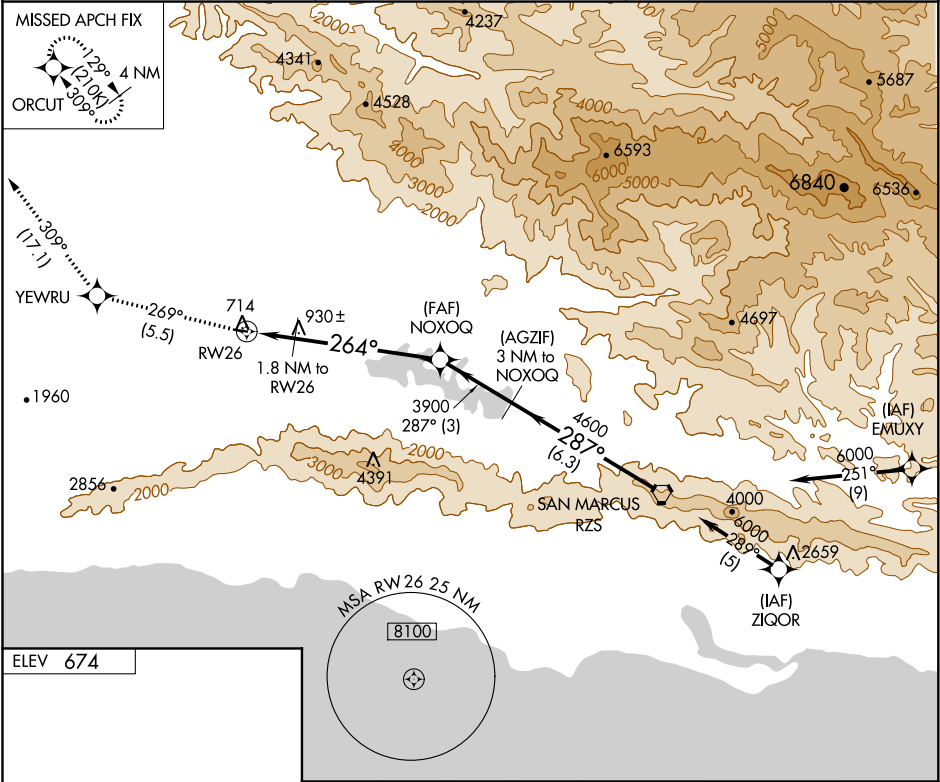 MISSED APCH FIX
129°
(210K)
309°
4 NM
ORCUT
4237
4341
4528
4000
3000
2000
5000
5687
4000
6593
6000
5000
6840
6536
309°
(17.1)
YEWRU
269°
(5.5)
714
RW26
930±
1.8 NM to
RW26
264°
(FAF)
NOXOQ
(AGZIF)
3 NM to
NOXOQ
4697
1960
3900
287° (3)
4600
287°
(6.3)
(IAF)
EMUXY
6000
251°
(9)
2856
2000
3000
2000
4391
SAN MARCUS
RZS
4000
6000
289°
(5)
2659
(IAF)
ZIQOR
MSA RW26 25 NM
8100
ELEV 674